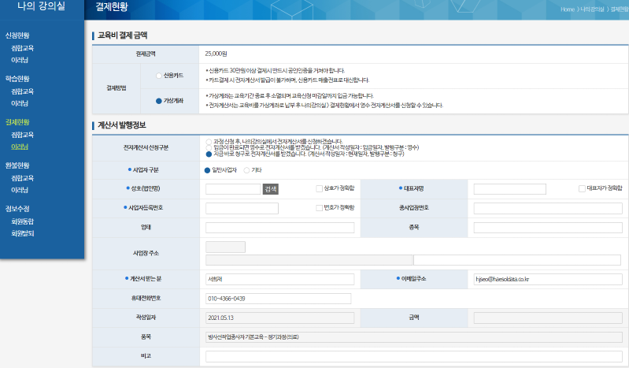 나의 강의실
결제현황
Home > 나의강의실 > 결제현황
신청현황
집합교육
이러닝
학습현황
집합교육
이러닝
결제현황
집합교육
이러닝
환불현황
집합교육
이러닝
정보수정
회원통합
회원탈퇴
교육비 결제 금액
현재금액 25,000원
결제방법
신용카드
* 신용카드 30만원이상 결제시 반드시 공인인증을 거쳐야 합니다.
* 카드결제 시 전자계산서 발급이 불가하며, 신용카드 매출전표로 대신합니다.
가상계좌
* 가상계좌는 교육기간 종료 후 소멸되며 교육신청 마감일까지 입금 가능합니다.
* 전자계산서는 교육비를 가상계좌로 납부 후 나의강의실 > 결제현황에서 영수 전자계산서를 신청할 수 있습니다.
계산서 발행정보
전자계산서 신청구분
과정 신청 후, 나의강의실에서 전자계산서를 신청하겠습니다.
입금이 완료되면 영수로 전자계산서를 받겠습니다. (계산서 작성일자 : 입금일자, 발행구분 : 영수)
지금 바로 청구로 전자계산서를 받겠습니다. (계산서 작성일자 : 현재일자, 발행구분 : 청구)
사업자 구분 일반사업자 기타
상호(법인명) 검색 상호가 정확함 대표자명 대표자가 정확함
사업자등록번호 번호가 정확함 종사업장번호
업태 종목
사업장 주소
계산서 받는 분 서현제 이메일주소 hjseo@haesoldata.co.kr
휴대전화번호 010-4366-0439
작성일자 2021.05.13 금액
품목 방사선작업종사자 기본교육 - 정기과정(의료)
비고